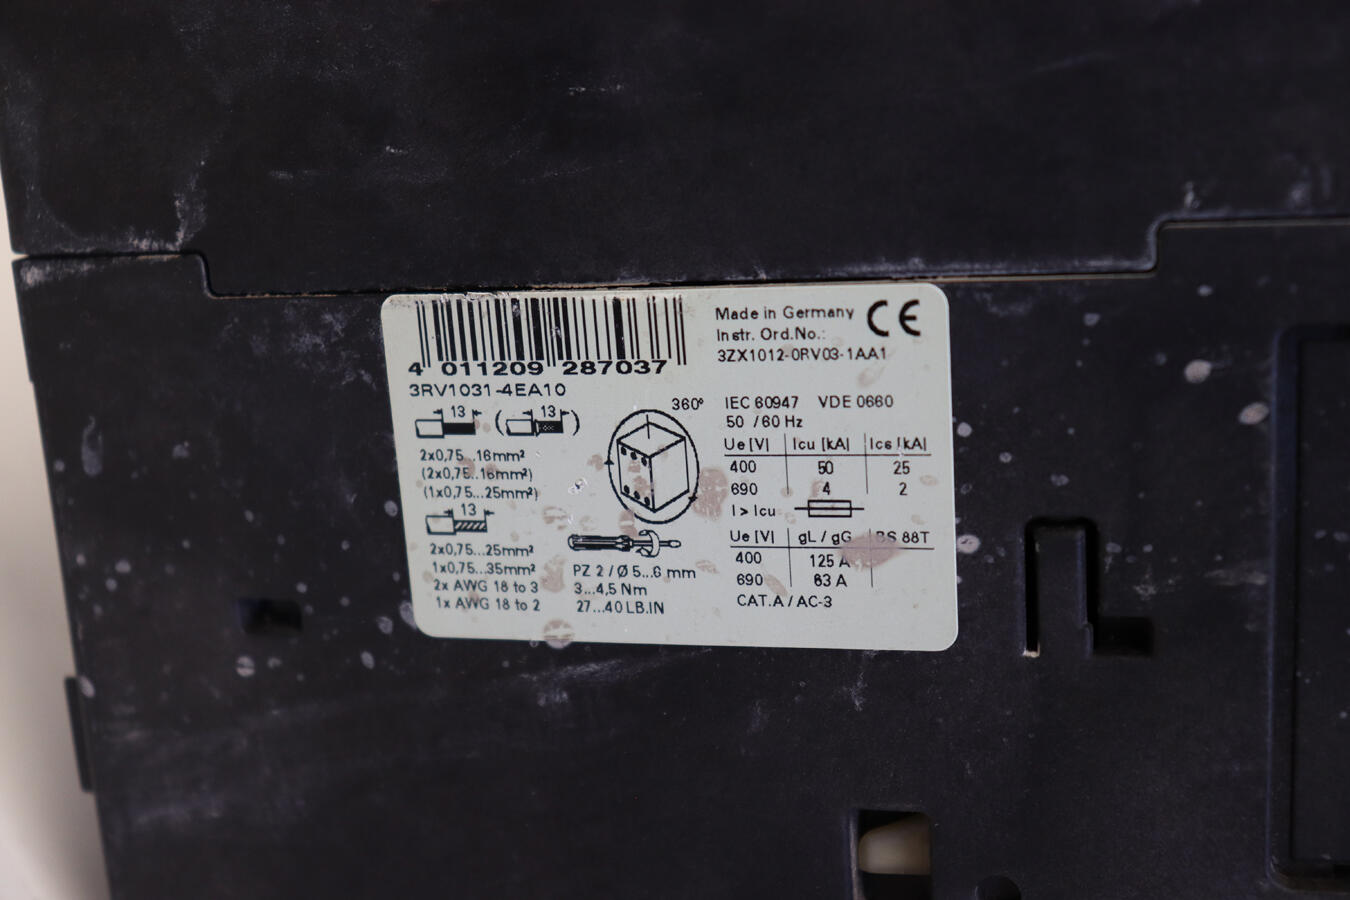 4 011209 287037
3RV1031-4EA10
13 ( 13 )
2x0,75...16mm²
(2x0,75...16mm²)
(1x0,75...25mm²)
13
2x0,75...25mm²
1x0,75...35mm²
2x AWG 18 to 3
1x AWG 18 to 2
360°
PZ 2 / Ø 5...6 mm
3...4,5 Nm
27...40 LB.IN
Made in Germany CE
Instr. Ord.No.:
3ZX1012-0RV03-1AA1
IEC 60947 VDE 0660
50 / 60 Hz
Ue [V] Icu [kA] Ics [kA]
400 50 25
690 4 2
I > Icu
Ue [V] gL / gG BS 88T
400 125 A
690 63 A
CAT.A / AC-3